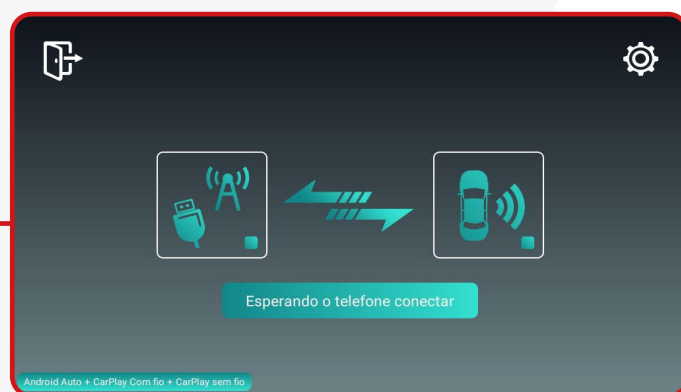 Esperando o telefone conectar
Android Auto + CarPlay Com fio + CarPlay sem fio